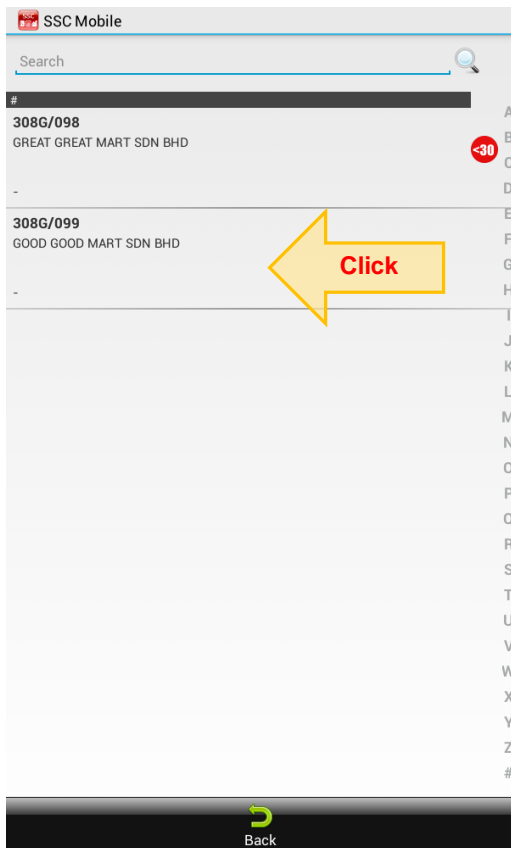 SSC Mobile
Search
#
308G/098
GREAT GREAT MART SDN BHD
<30
-
308G/099
GOOD GOOD MART SDN BHD
Click
-
A
B
C
D
E
F
G
H
I
J
K
L
M
N
O
P
Q
R
S
T
U
V
W
X
Y
Z
#
Back